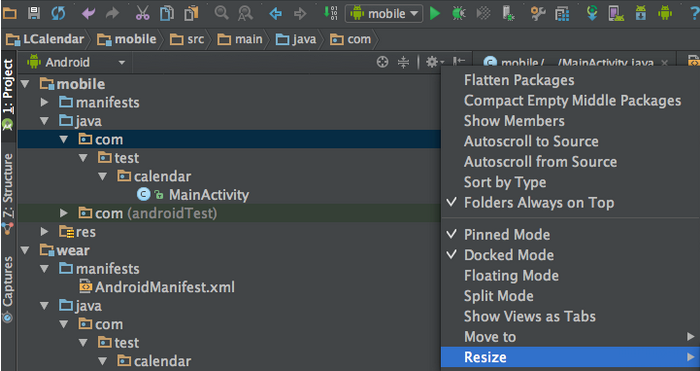 mobile
LCalendar mobile src main java com
1: Project
Z: Structure
Captures
Android
mobile/.../MainActivity.java
mobile
manifests
java
com
test
calendar
MainActivity
com (androidTest)
res
wear
manifests
AndroidManifest.xml
java
com
test
calendar
Flatten Packages
Compact Empty Middle Packages
Show Members
Autoscroll to Source
Autoscroll from Source
Sort by Type
Folders Always on Top
Pinned Mode
Docked Mode
Floating Mode
Split Mode
Show Views as Tabs
Move to
Resize